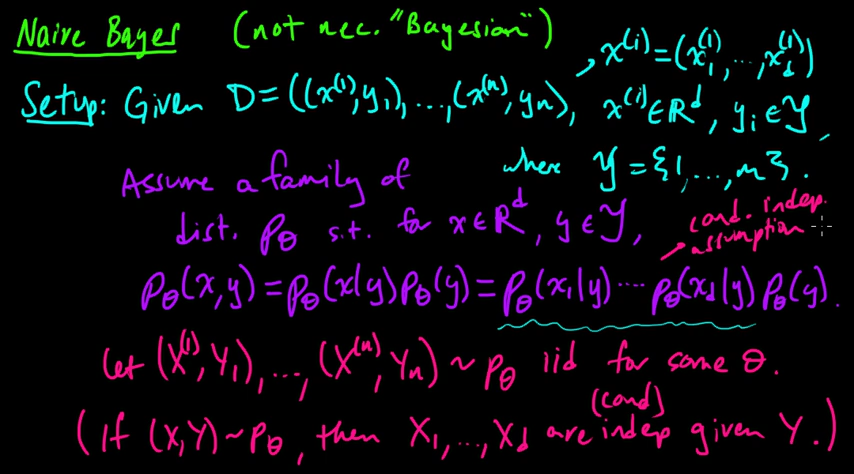 Naive Bayes (not nec. "Bayesian")
, x^(i) = (x_1^(i), ..., x_d^(i))
Setup: Given D = ((x^(1), y_1), ..., (x^(n), y_n), x^(i) ∈ ℝ^d, y_i ∈ 𝒴,
where 𝒴 = {1, ..., m}.
Assume a family of
dist. p_θ s.t. for x ∈ ℝ^d, y ∈ 𝒴,
cond. indep.
assumption
p_θ(x, y) = p_θ(x|y) p_θ(y) = p_θ(x_1|y) ··· p_θ(x_d|y) p_θ(y).
Let (X^(1), Y_1), ..., (X^(n), Y_n) ~ p_θ iid for some θ.
(cond)
(If (X,Y) ~ p_θ, then X_1, ..., X_d are indep given Y.)